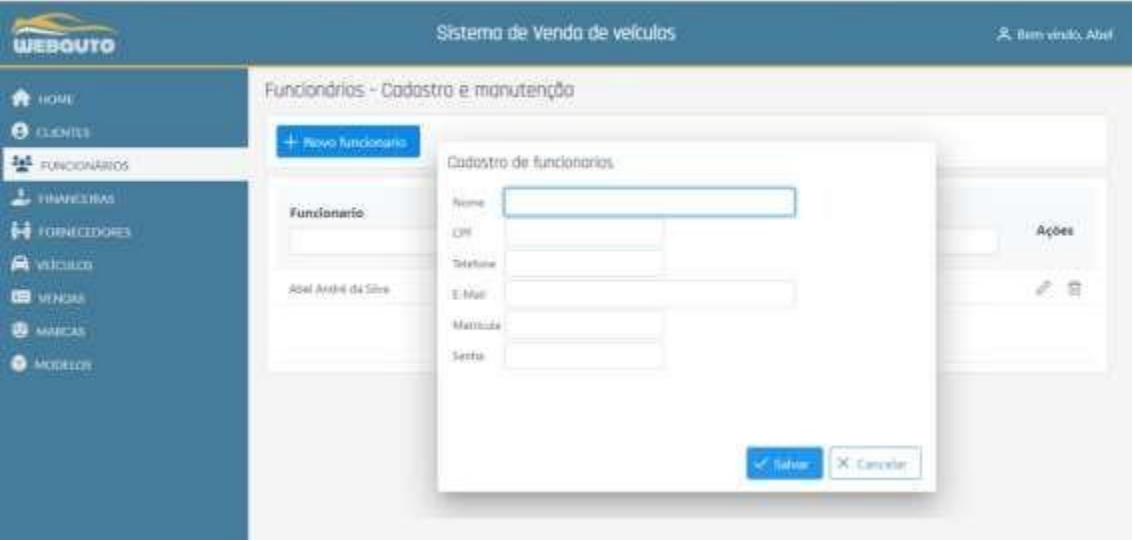 WEBAUTO
Sistema de Venda de veículos
Bem vindo, Abel
HOME
CLIENTES
FUNCIONÁRIOS
FINANCEIRAS
FORNECEDORES
VEÍCULOS
VENDAS
MARCAS
MODELOS
Funcionários - Cadastro e manutenção
+ Novo funcionario
Funcionario
Ações
Abel André da Silva
Cadastro de funcionarios
Nome
CPF
Telefone
E-Mail
Matricula
Senha
Salvar
Cancelar